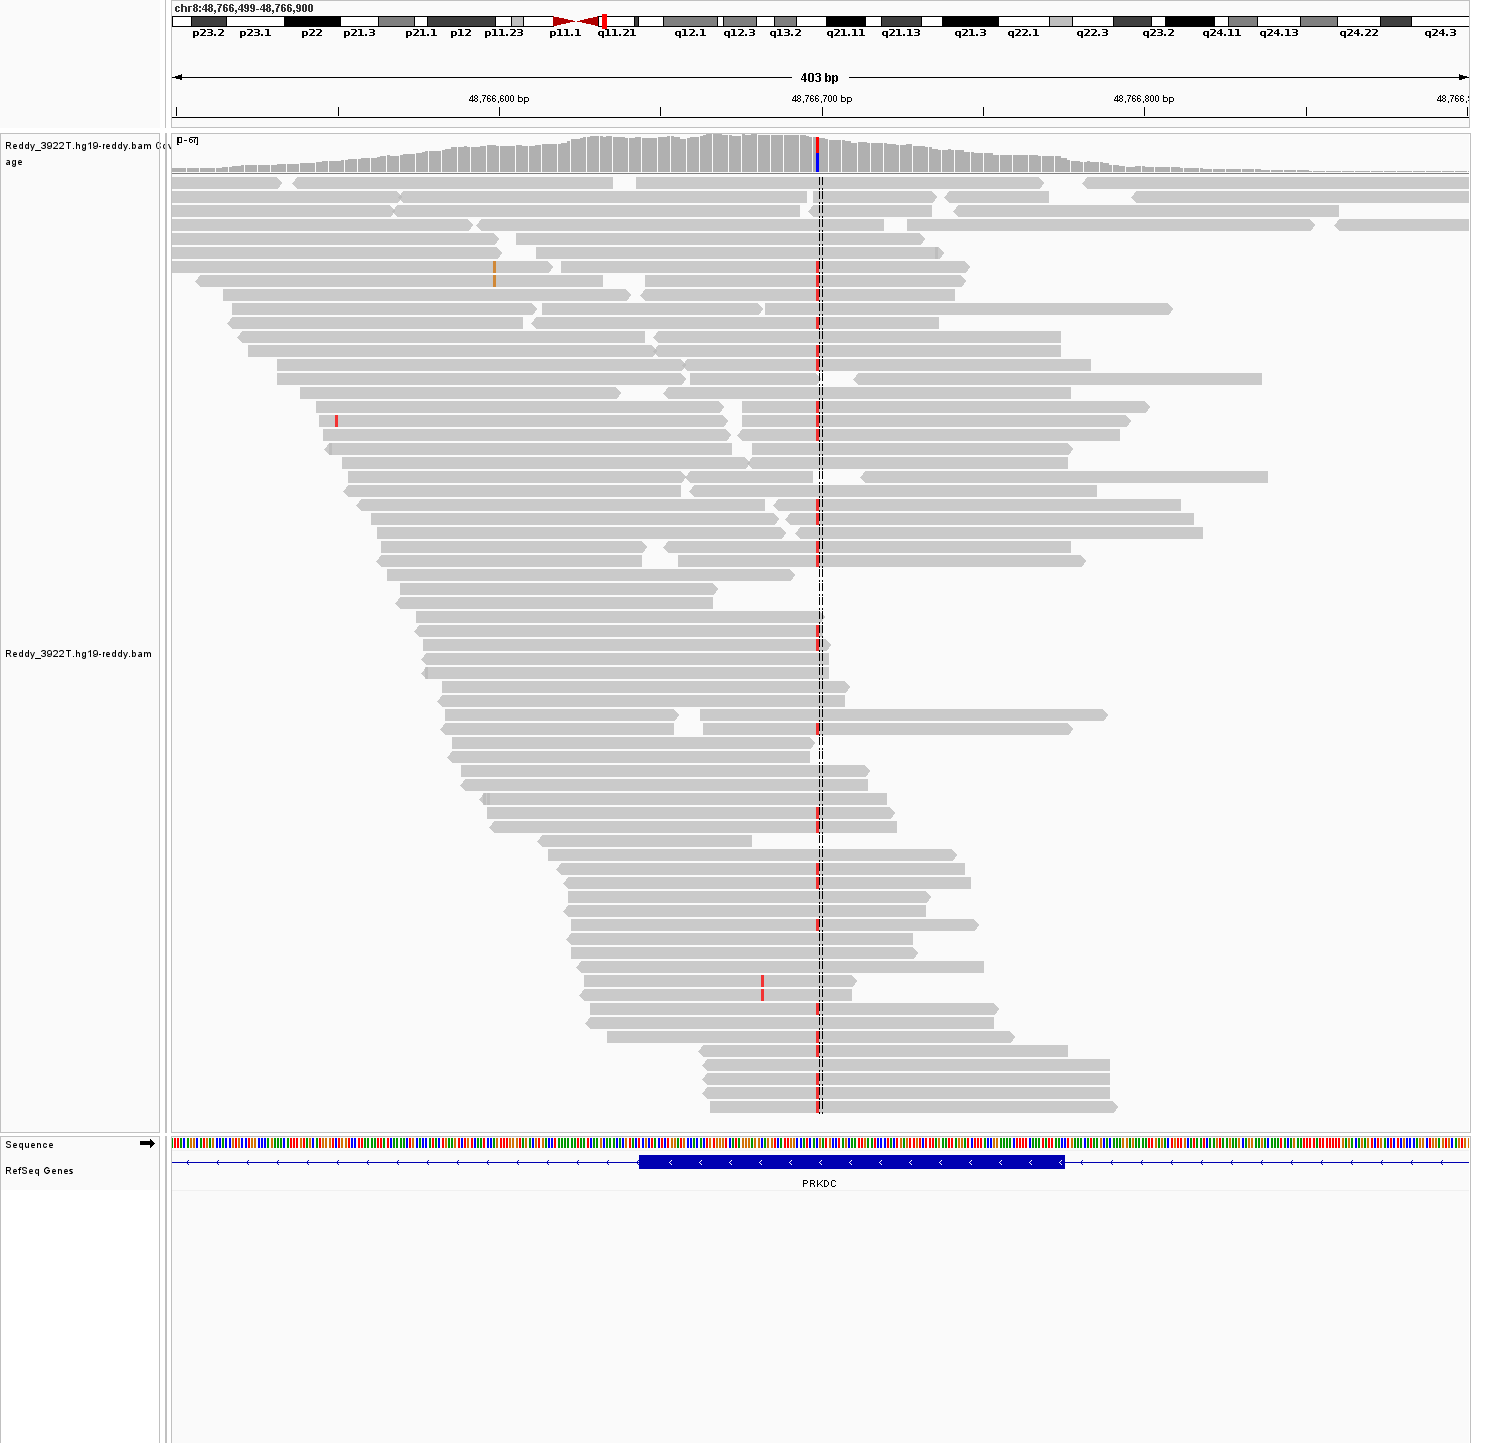 chr8:48,766,499-48,766,900
p23.2 p23.1 p22 p21.3 p21.1 p12 p11.23 p11.1 q11.21 q12.1 q12.3 q13.2 q21.11 q21.13 q21.3 q22.1 q22.3 q23.2 q24.11 q24.13 q24.22 q24.3
403 bp
48,766,600 bp 48,766,700 bp 48,766,800 bp 48,766,
[0-67]
Reddy_3922T.hg19-reddy.bam Cov
age
Reddy_3922T.hg19-reddy.bam
Sequence
RefSeq Genes
PRKDC